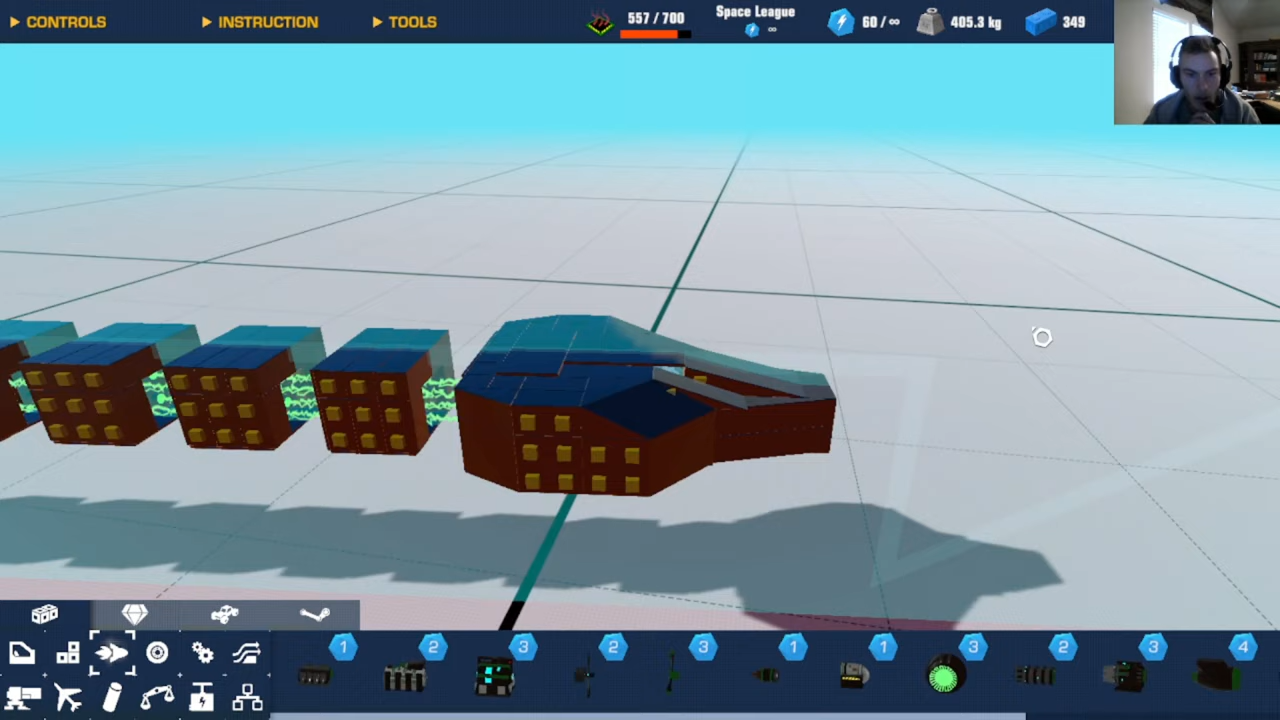 CONTROLS INSTRUCTION TOOLS 557 / 700 Space League 60 / ∞ 405.3 kg 349
∞
1 2 3 2 3 1 1 3 2 3 4